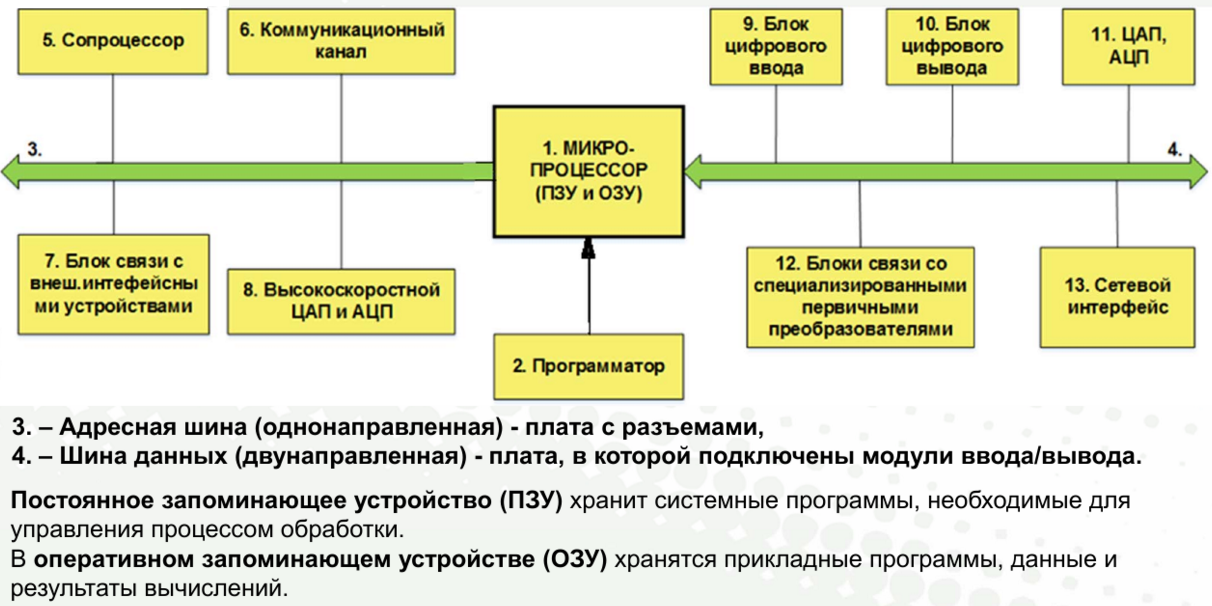 5. Сопроцессор
6. Коммуникационный
канал
9. Блок
цифрового
ввода
10. Блок
цифрового
вывода
11. ЦАП,
АЦП
3.
1. МИКРО-
ПРОЦЕССОР
(ПЗУ и ОЗУ)
4.
7. Блок связи с
внеш.интефейсны
ми устройствами
8. Высокоскоростной
ЦАП и АЦП
2. Программатор
12. Блоки связи со
специализированными
первичными
преобразователями
13. Сетевой
интерфейс
3. – Адресная шина (однонаправленная) - плата с разъемами,
4. – Шина данных (двунаправленная) - плата, в которой подключены модули ввода/вывода.
Постоянное запоминающее устройство (ПЗУ) хранит системные программы, необходимые для
управления процессом обработки.
В оперативном запоминающем устройстве (ОЗУ) хранятся прикладные программы, данные и
результаты вычислений.